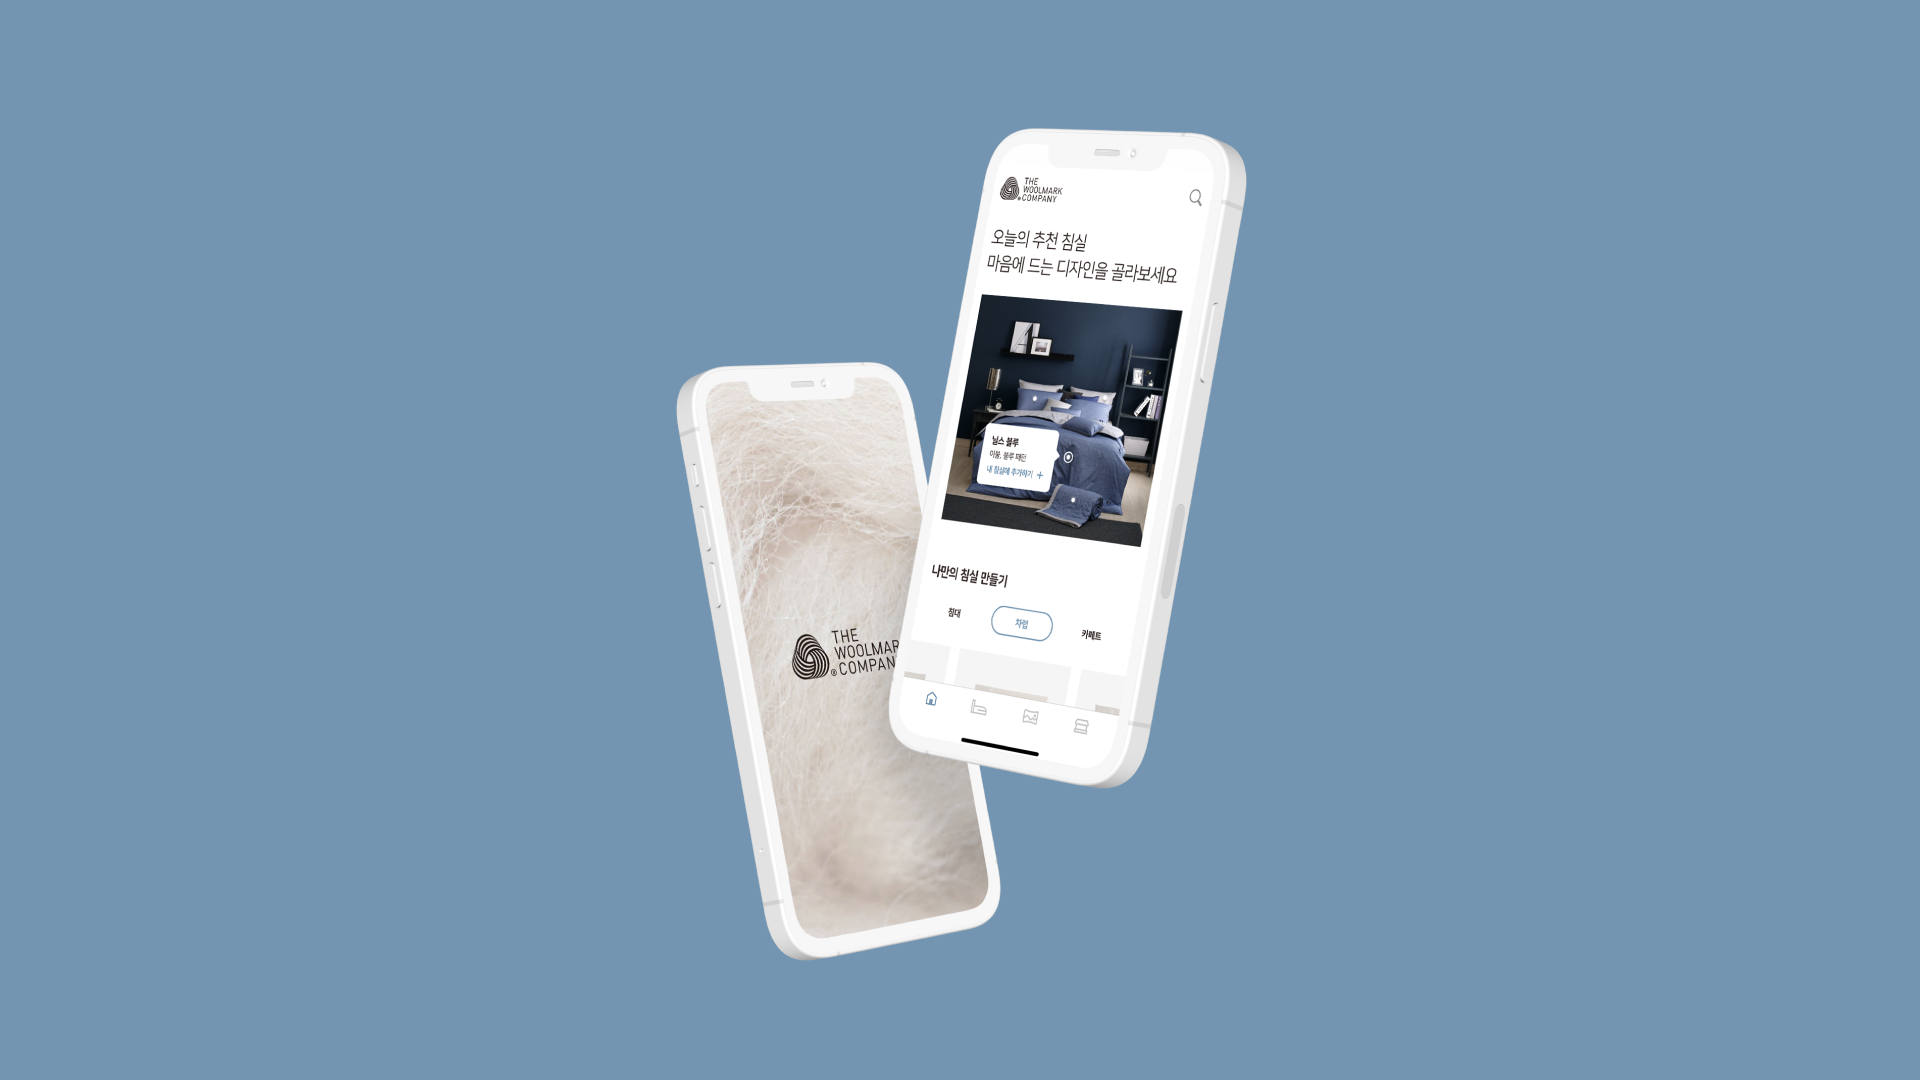 THE
WOOLMARK
® COMPANY
오늘의 추천 침실
마음에 드는 디자인을 골라보세요
닐스 블루
이불, 블루 패턴
내 침실에 추가하기 +
나만의 침실 만들기
침대
차렵
카페트
THE
WOOLMAR
® COMPAN